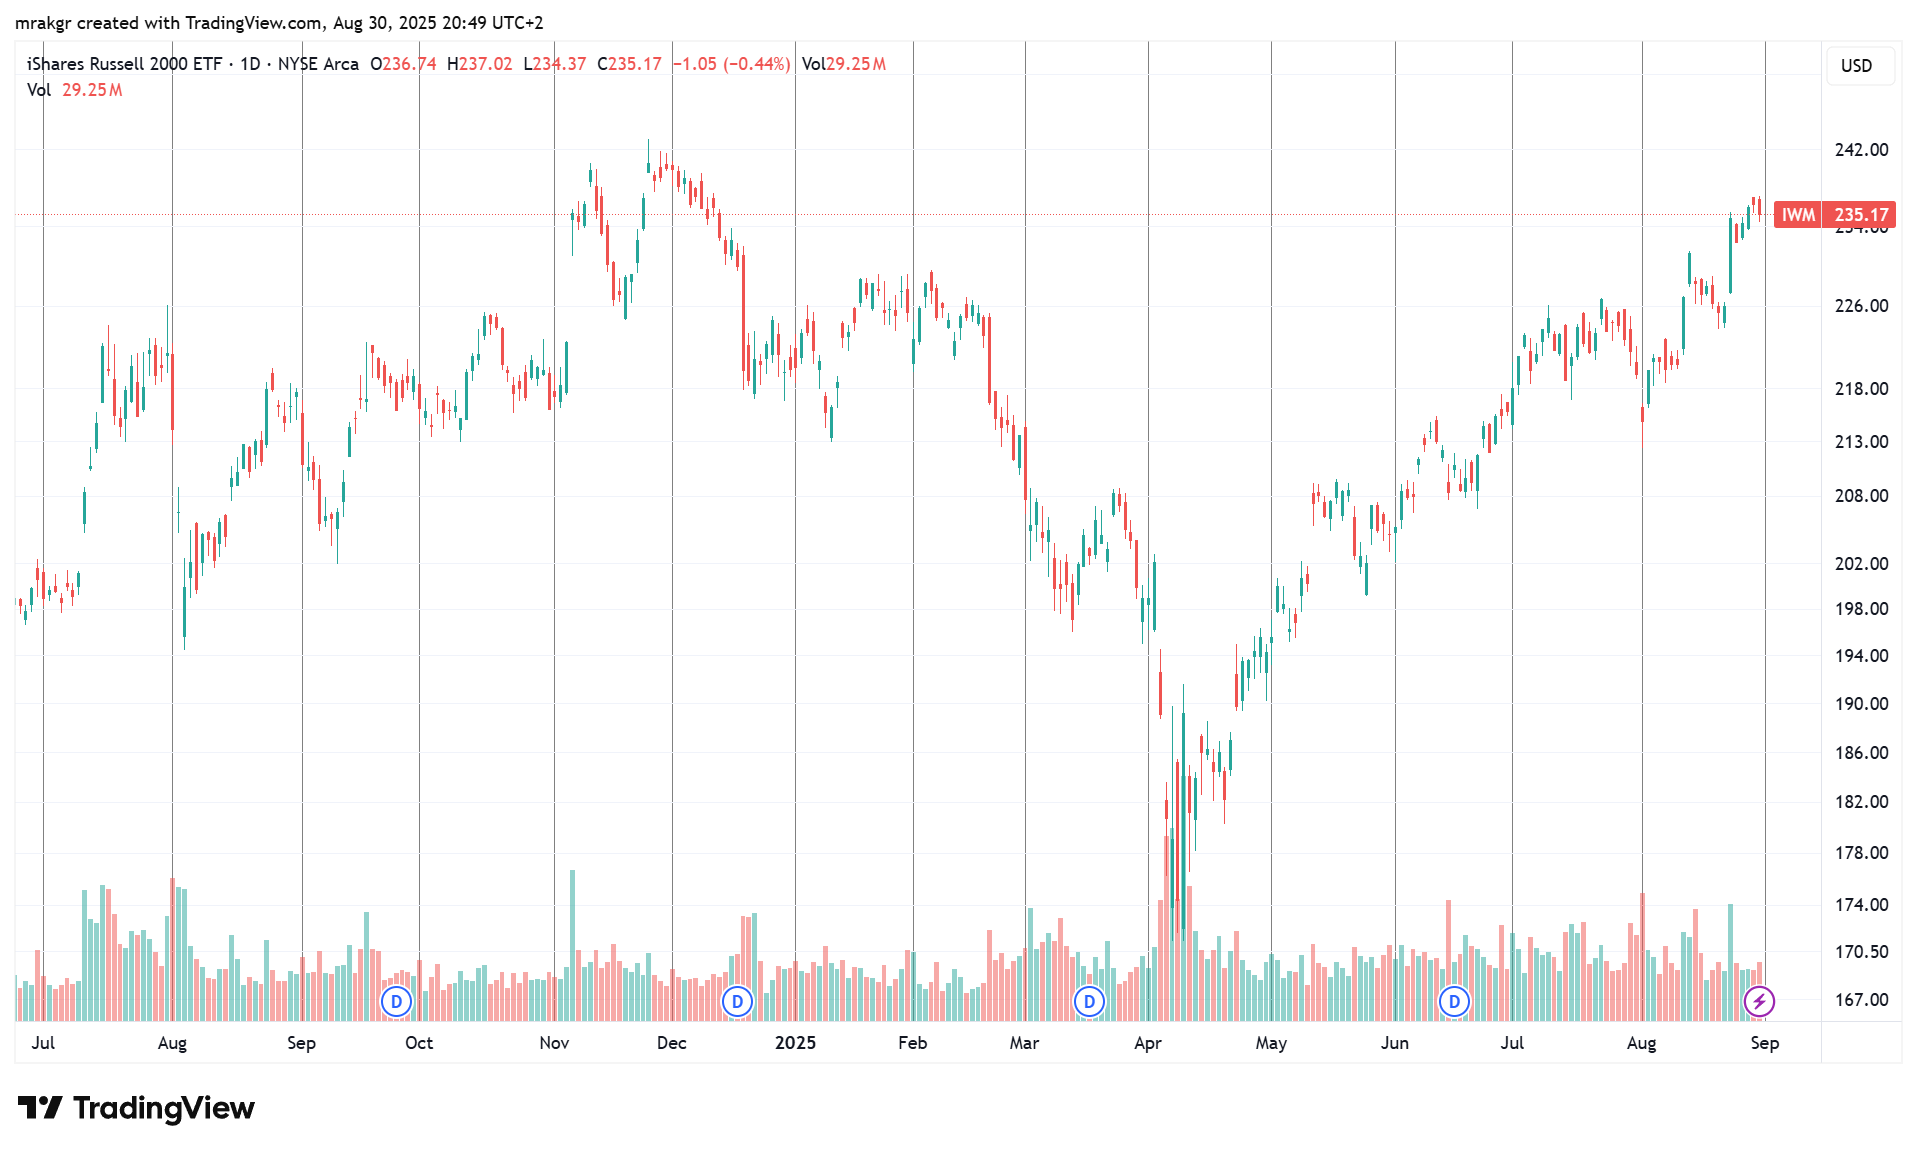 mrakgr created with TradingView.com, Aug 30, 2025 20:49 UTC+2
iShares Russell 2000 ETF · 1D · NYSE Arca O236.74 H237.02 L234.37 C235.17 −1.05 (−0.44%) Vol29.25M
Vol 29.25M
USD
242.00
IWM 235.17
234.00
226.00
218.00
213.00
208.00
202.00
198.00
194.00
190.00
186.00
182.00
178.00
174.00
170.50
167.00
D D D D
Jul Aug Sep Oct Nov Dec 2025 Feb Mar Apr May Jun Jul Aug Sep
TradingView